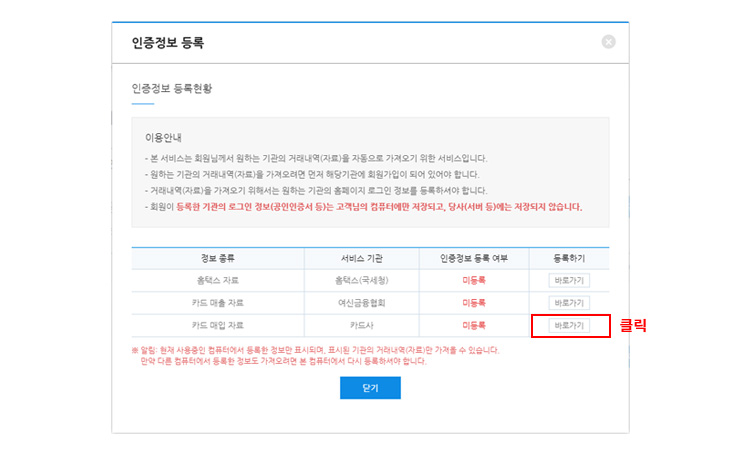 인증정보 등록
인증정보 등록현황
이용안내
- 본 서비스는 회원님께서 원하는 기관의 거래내역(자료)을 자동으로 가져오기 위한 서비스입니다.
- 원하는 기관의 거래내역(자료)을 가져오려면 먼저 해당기관에 회원가입이 되어 있어야 합니다.
- 거래내역(자료)을 가져오기 위해서는 원하는 기관의 홈페이지 로그인 정보를 등록하셔야 합니다.
- 회원이 등록한 기관의 로그인 정보(공인인증서 등)는 고객님의 컴퓨터에만 저장되고, 당사(서버 등)에는 저장되지 않습니다.
정보 종류 서비스 기관 인증정보 등록 여부 등록하기
홈택스 자료 홈택스(국세청) 미등록 바로가기
카드 매출 자료 여신금융협회 미등록 바로가기
카드 매입 자료 카드사 미등록 바로가기 클릭
※ 알림: 현재 사용중인 컴퓨터에서 등록한 정보만 표시되며, 표시된 기관의 거래내역(자료)만 가져올 수 있습니다.
만약 다른 컴퓨터에서 등록한 정보도 가져오려면 본 컴퓨터에서 다시 등록하셔야 합니다.
닫기